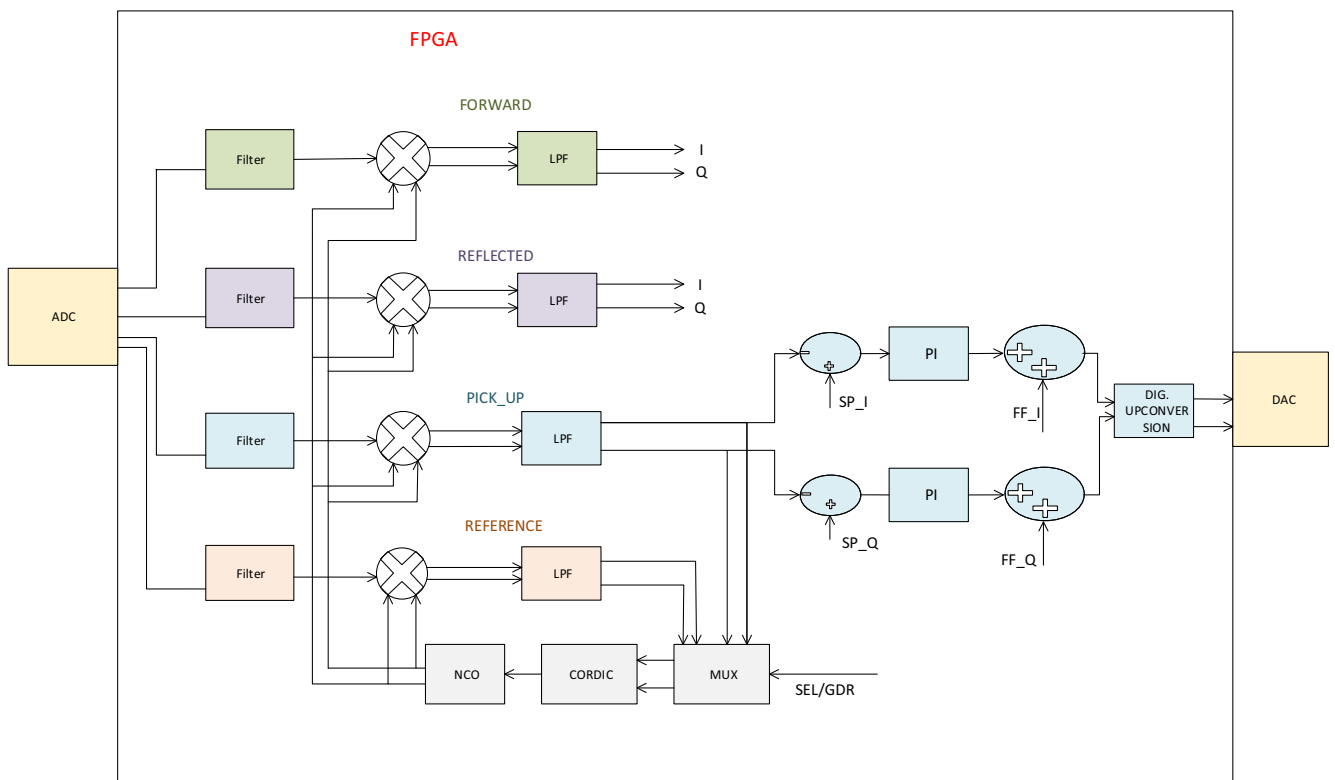 FPGA
FORWARD
Filter
LPF
I
Q
REFLECTED
ADC
Filter
LPF
I
Q
PICK_UP
Filter
LPF
PI
SP_I
FF_I
DIG.
UPCONVER
SION
DAC
PI
SP_Q
FF_Q
REFERENCE
Filter
LPF
NCO
CORDIC
MUX
SEL/GDR